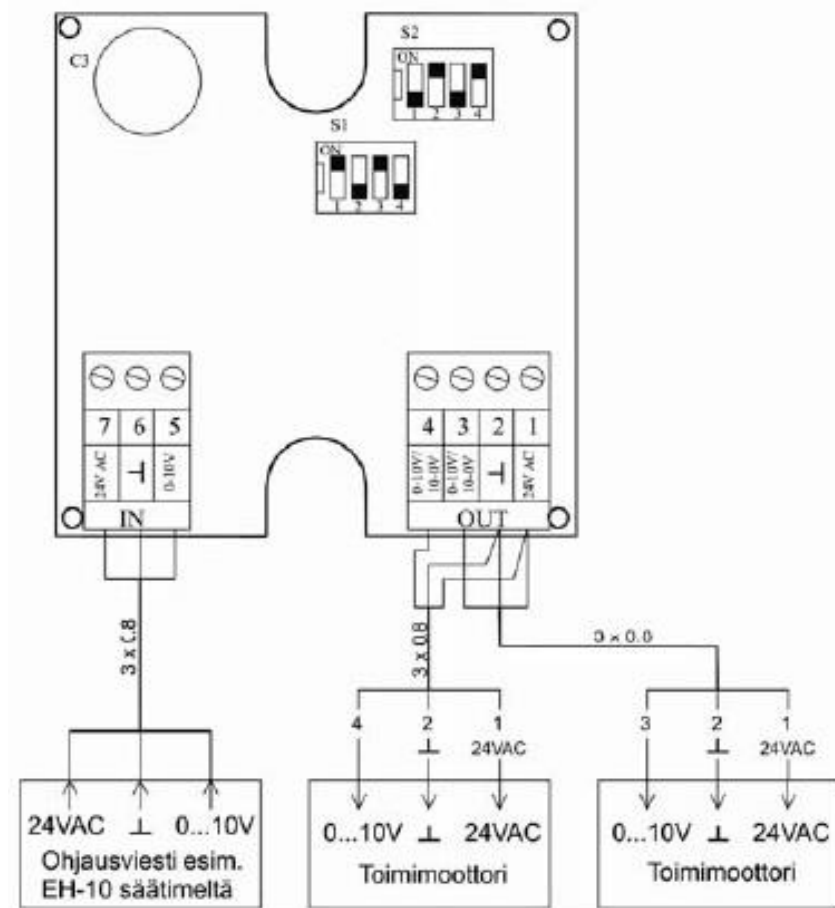 S2
C3
ON
1 2 3 4
S1
ON
1 2 3 4
7 6 5
4 3 2 1
24V AC ⊥ 0-10V
0-10V/ 10-0V 0-10V/ 10-0V ⊥ 24V AC
IN
OUT
3 x 0.8
3 x 0.8
3 x 0.8
4 2 1
⊥ 24VAC
3 2 1
⊥ 24VAC
24VAC ⊥ 0...10V
Ohjausviesti esim.
EH-10 säätimeltä
0...10V ⊥ 24VAC
Toimimoottori
0...10V ⊥ 24VAC
Toimimoottori